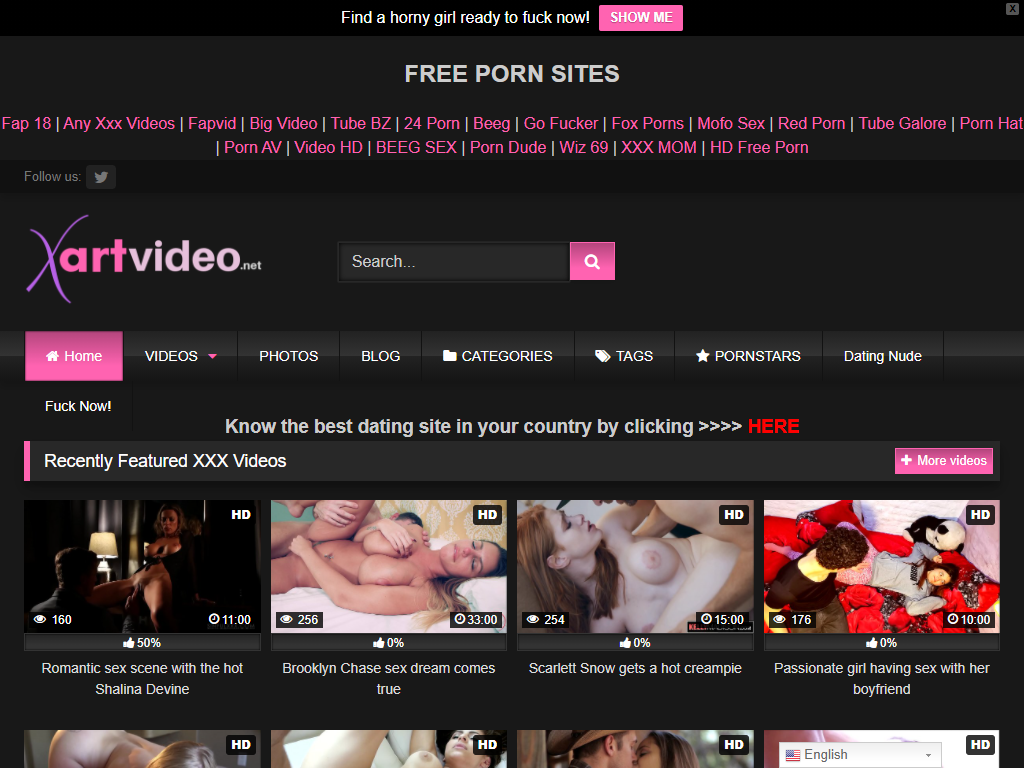 Find a horny girl ready to fuck now! SHOW ME
X
FREE PORN SITES
Fap 18 | Any Xxx Videos | Fapvid | Big Video | Tube BZ | 24 Porn | Beeg | Go Fucker | Fox Porns | Mofo Sex | Red Porn | Tube Galore | Porn Hat
| Porn AV | Video HD | BEEG SEX | Porn Dude | Wiz 69 | XXX MOM | HD Free Porn
Follow us:
Xartvideo.net
Search...
Home VIDEOS PHOTOS BLOG CATEGORIES TAGS PORNSTARS Dating Nude
Fuck Now!
Know the best dating site in your country by clicking >>>> HERE
Recently Featured XXX Videos
+ More videos
HD
160 11:00
50%
Romantic sex scene with the hot
Shalina Devine
HD
256 33:00
0%
Brooklyn Chase sex dream comes
true
HD
254 15:00
0%
Scarlett Snow gets a hot creampie
HD
176 10:00
0%
Passionate girl having sex with her
boyfriend
HD
HD
HD
HD
English